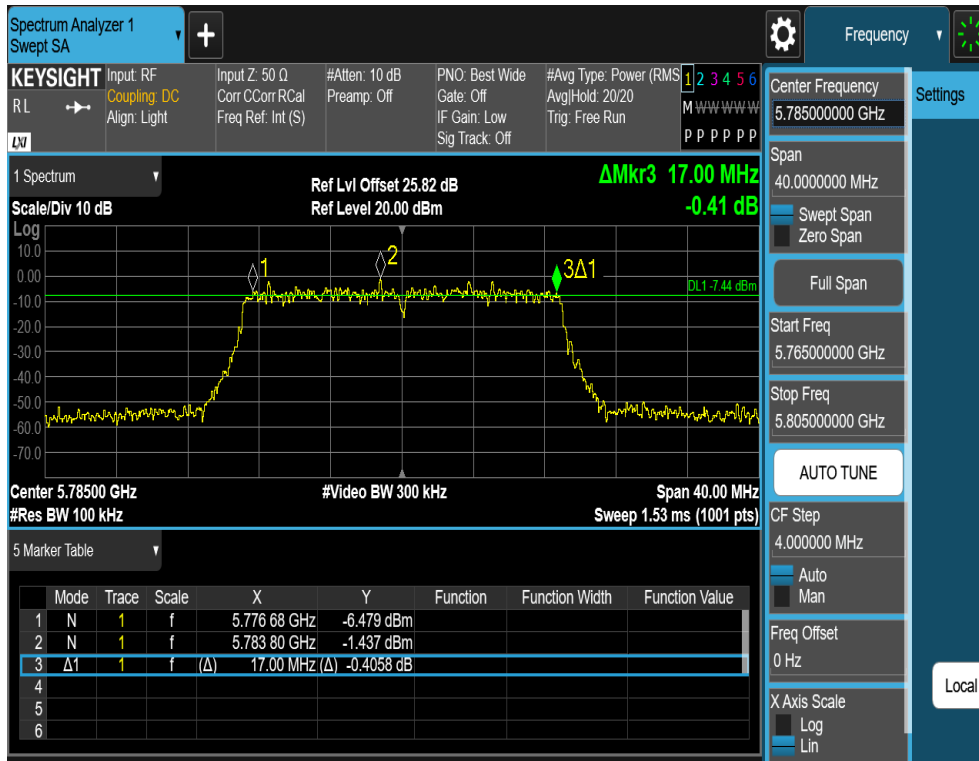 Spectrum Analyzer 1
Swept SA
+
Frequency
KEYSIGHT
RL
LXI
Input: RF
Coupling: DC
Align: Light
Input Z: 50 Ω
Corr CCorr RCal
Freq Ref: Int (S)
#Atten: 10 dB
Preamp: Off
PNO: Best Wide
Gate: Off
IF Gain: Low
Sig Track: Off
#Avg Type: Power (RMS
Avg|Hold: 20/20
Trig: Free Run
1 2 3 4 5 6
M W W W W W
P P P P P P
Center Frequency
5.785000000 GHz
Settings
1 Spectrum
Scale/Div 10 dB
Ref Lvl Offset 25.82 dB
Ref Level 20.00 dBm
ΔMkr3 17.00 MHz
-0.41 dB
Log
10.0
0.00
-10.0
-20.0
-30.0
-40.0
-50.0
-60.0
-70.0
1
2
3Δ1
DL1 -7.44 dBm
Center 5.78500 GHz
#Res BW 100 kHz
#Video BW 300 kHz
Span 40.00 MHz
Sweep 1.53 ms (1001 pts)
Span
40.0000000 MHz
Swept Span
Zero Span
Full Span
Start Freq
5.765000000 GHz
Stop Freq
5.805000000 GHz
AUTO TUNE
CF Step
4.000000 MHz
Auto
Man
Freq Offset
0 Hz
X Axis Scale
Log
Lin
Local
5 Marker Table
Mode Trace Scale X Y Function Function Width Function Value
1 N 1 f 5.776 68 GHz -6.479 dBm
2 N 1 f 5.783 80 GHz -1.437 dBm
3 Δ1 1 f (Δ) 17.00 MHz (Δ) -0.4058 dB
4
5
6